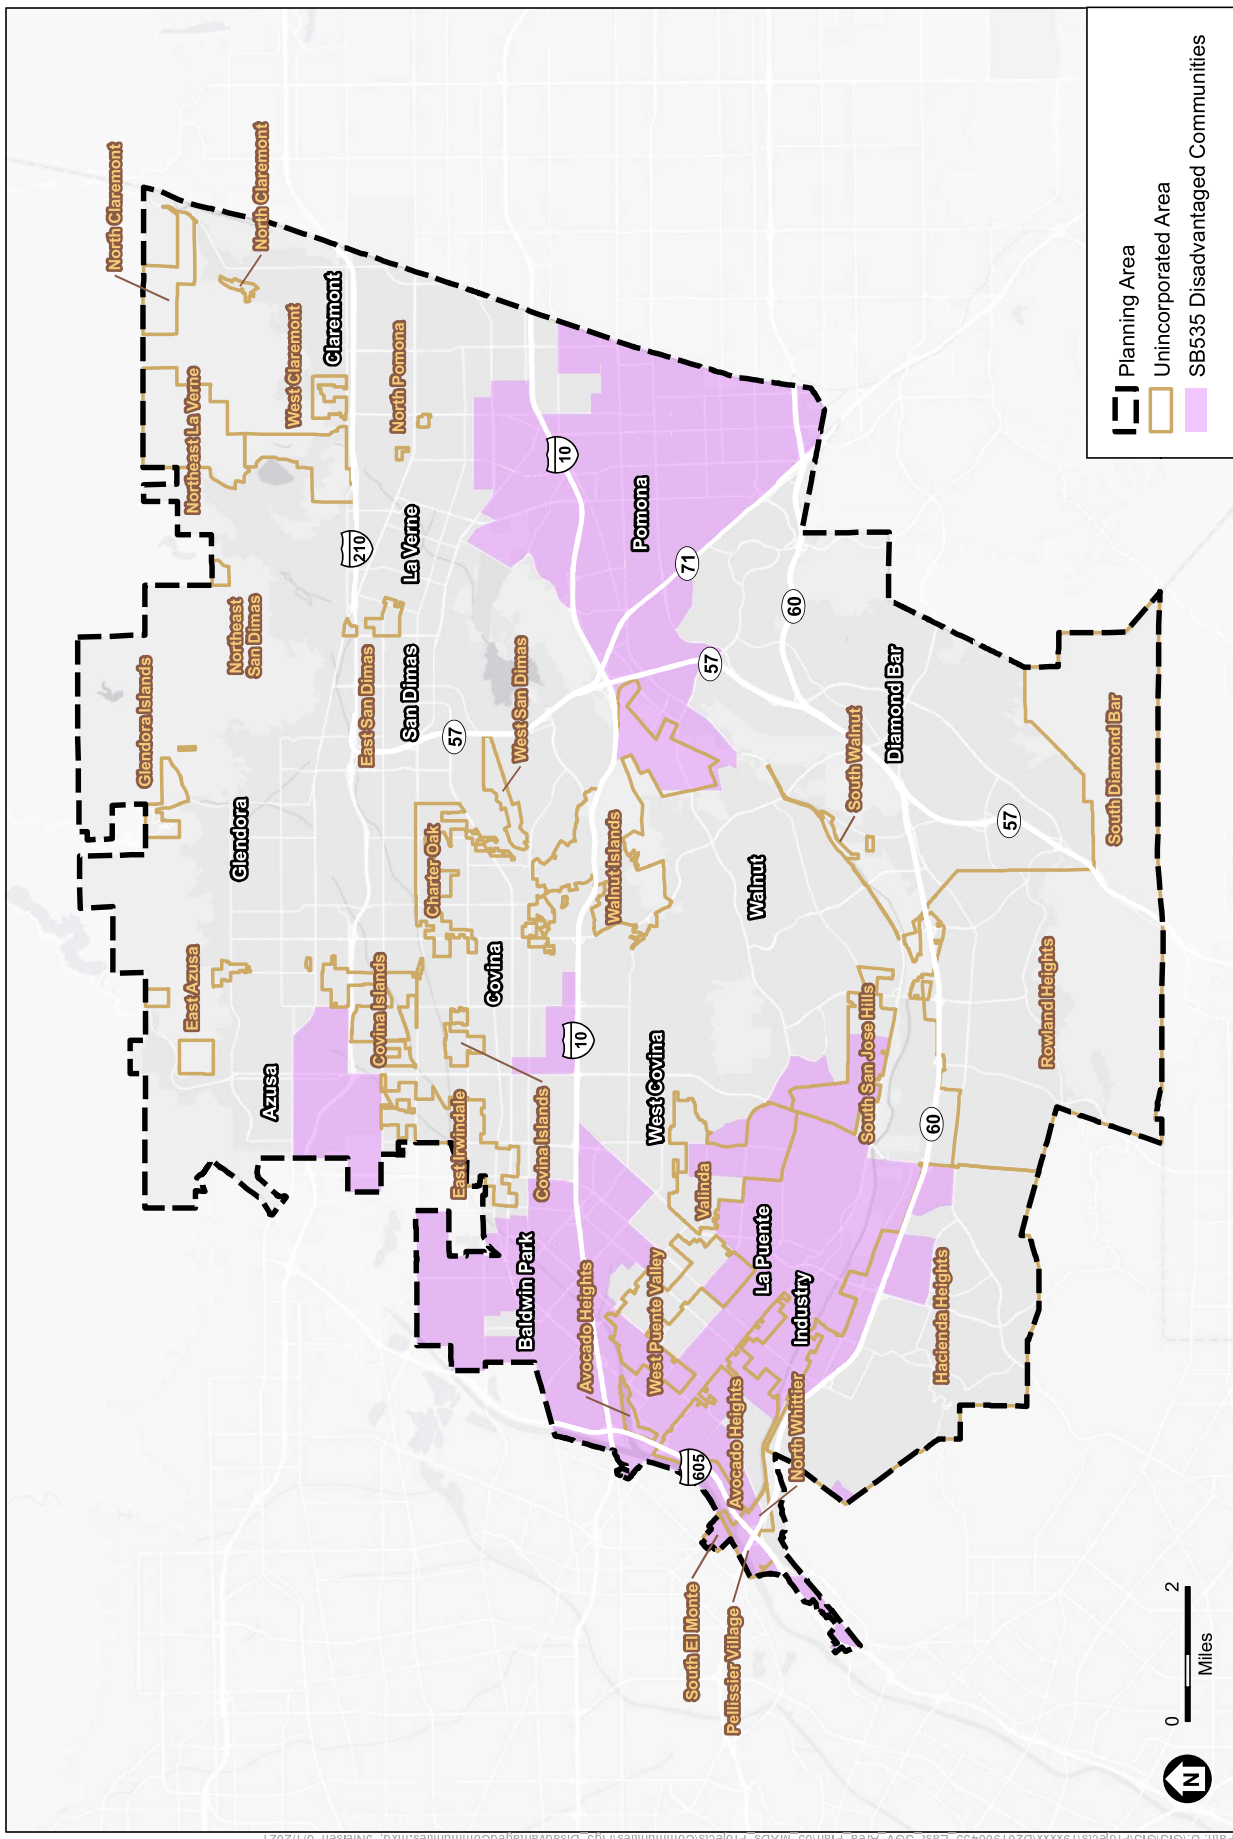 North Claremont
North Claremont
Northeast La Verne
West Claremont
Claremont
North Pomona
Glendora Islands
Northeast
San Dimas
210
La Verne
East San Dimas
San Dimas
57
West San Dimas
10
Pomona
71
57
60
Glendora
Charter Oak
East Azusa
Covina Islands
Covina
Walnut Islands
Walnut
South Walnut
Diamond Bar
South Diamond Bar
57
Azusa
East Irwindale
Covina Islands
10
West Covina
South San Jose Hills
Rowland Heights
60
Valinda
La Puente
Baldwin Park
Avocado Heights
West Puente Valley
Industry
Hacienda Heights
605
Avocado Heights
North Whittier
South El Monte
Pellissier Village
Planning Area
Unincorporated Area
SB535 Disadvantaged Communities
0
2
Miles
N